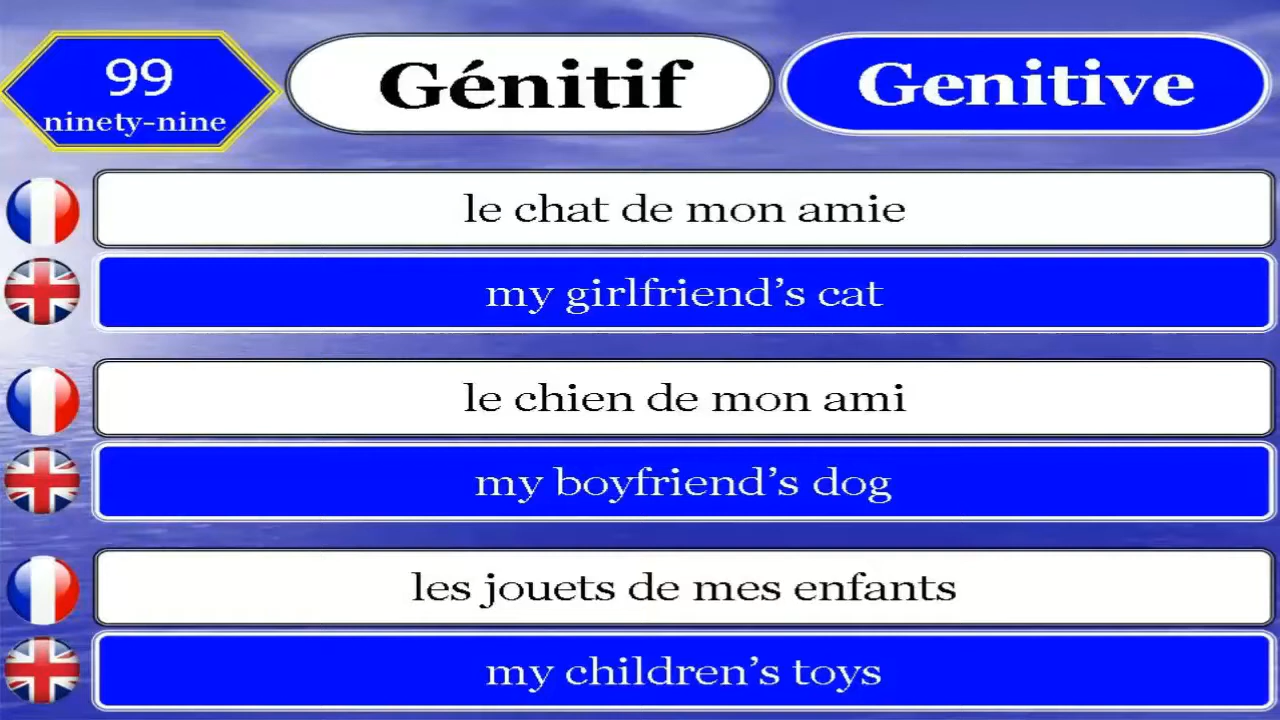 99
ninety-nine
Génitif
Genitive
le chat de mon amie
my girlfriend’s cat
le chien de mon ami
my boyfriend’s dog
les jouets de mes enfants
my children’s toys